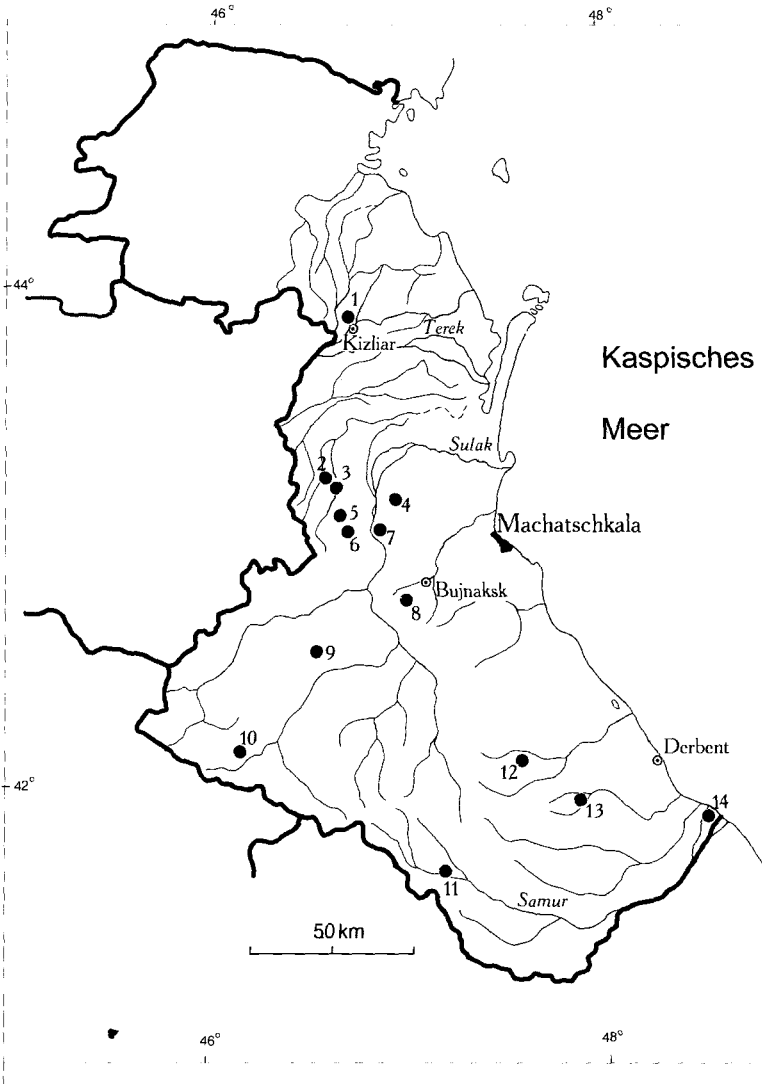 46°
48°
44°
1
Kizliar
Terek
Kaspisches
Meer
Sulak
2
3
4
5
6
7
Machatschkala
Bujnaksk
8
9
10
Derbent
12
13
14
42°
11
Samur
50 km
46°
48°